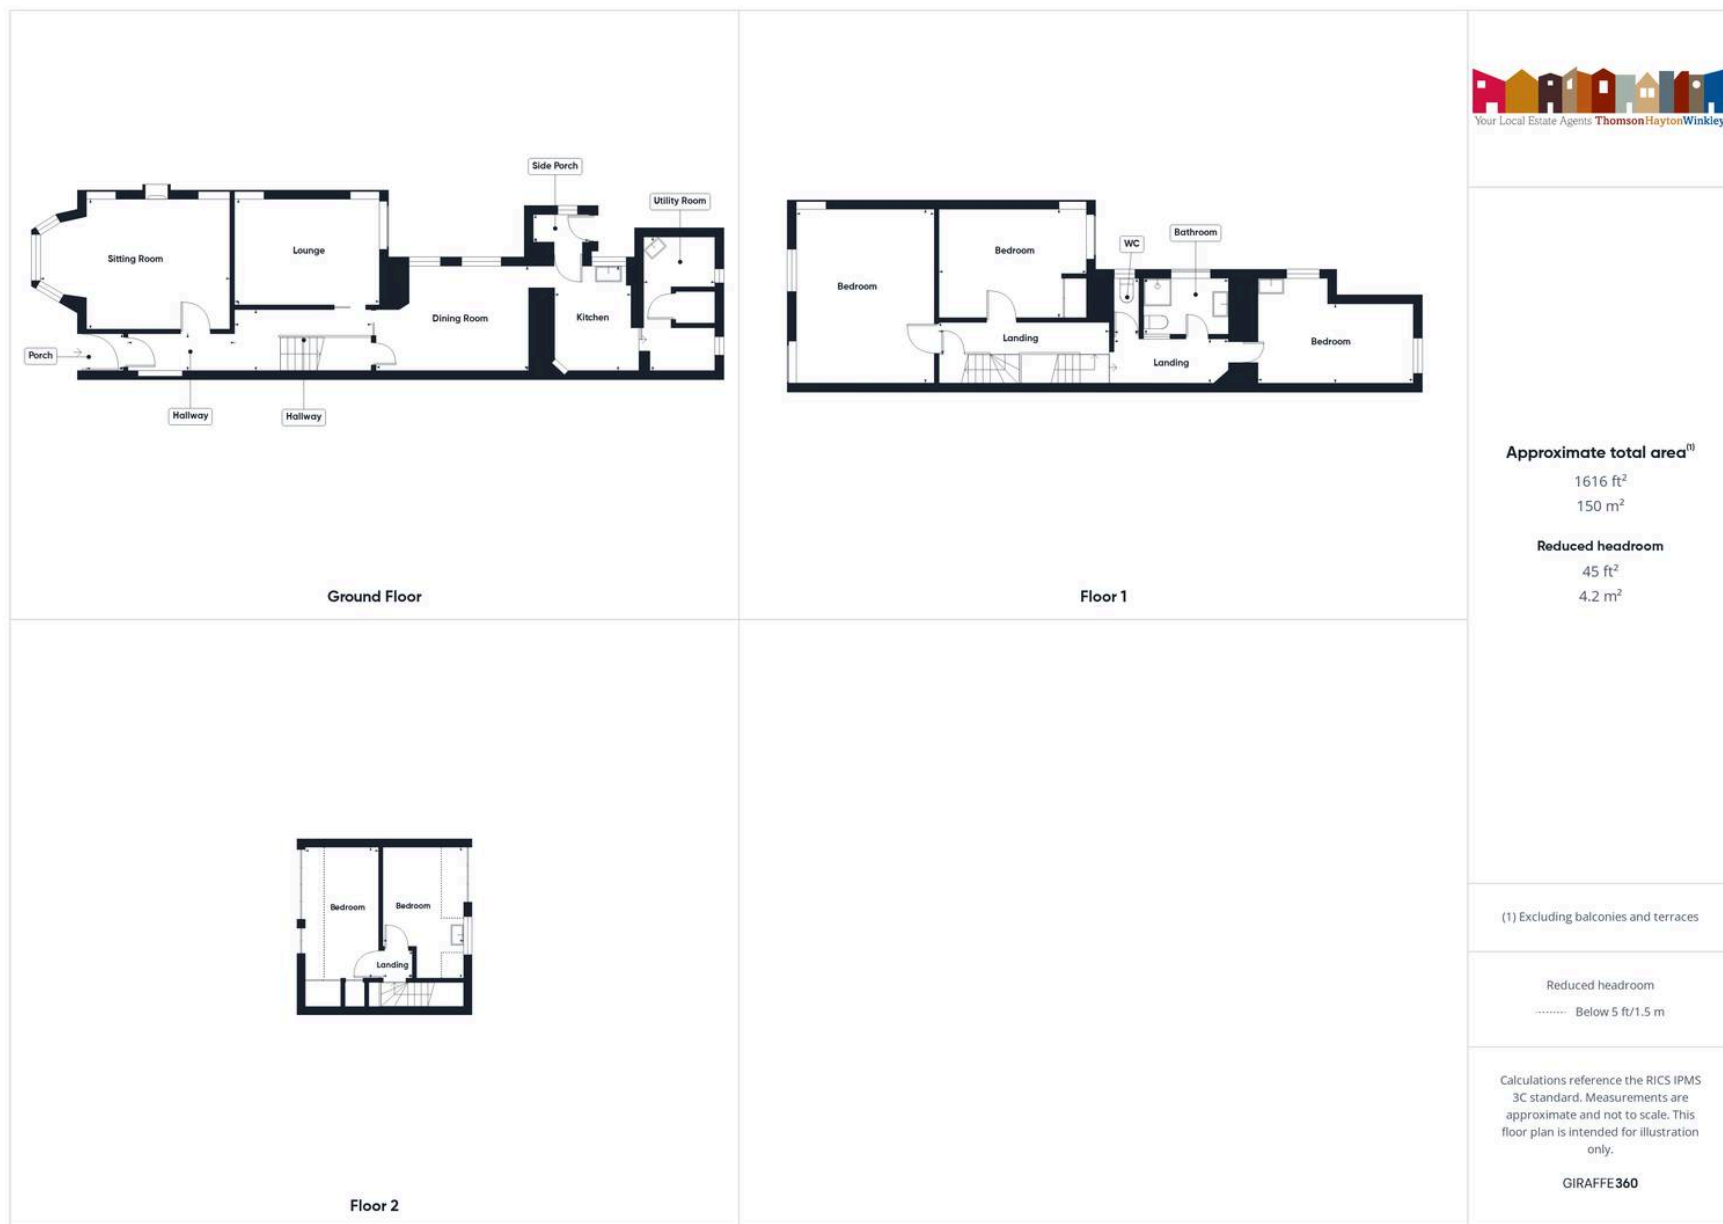 Side Porch
Utility Room
Sitting Room
Lounge
Dining Room
Kitchen
Porch
Hallway
Hallway
Ground Floor
WC
Bathroom
Bedroom
Bedroom
Landing
Landing
Bedroom
Floor 1
Bedroom
Bedroom
Landing
Floor 2
Your Local Estate Agents ThomsonHaytonWinkley
Approximate total area(1)
1616 ft²
150 m²
Reduced headroom
45 ft²
4.2 m²
(1) Excluding balconies and terraces
Reduced headroom
Below 5 ft/1.5 m
Calculations reference the RICS IPMS
3C standard. Measurements are
approximate and not to scale. This
floor plan is intended for illustration
only.
GIRAFFE360